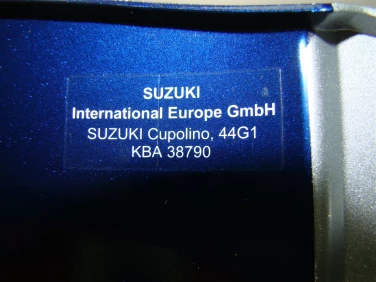 SUZUKI
International Europe GmbH
SUZUKI Cupolino, 44G1
KBA 38790